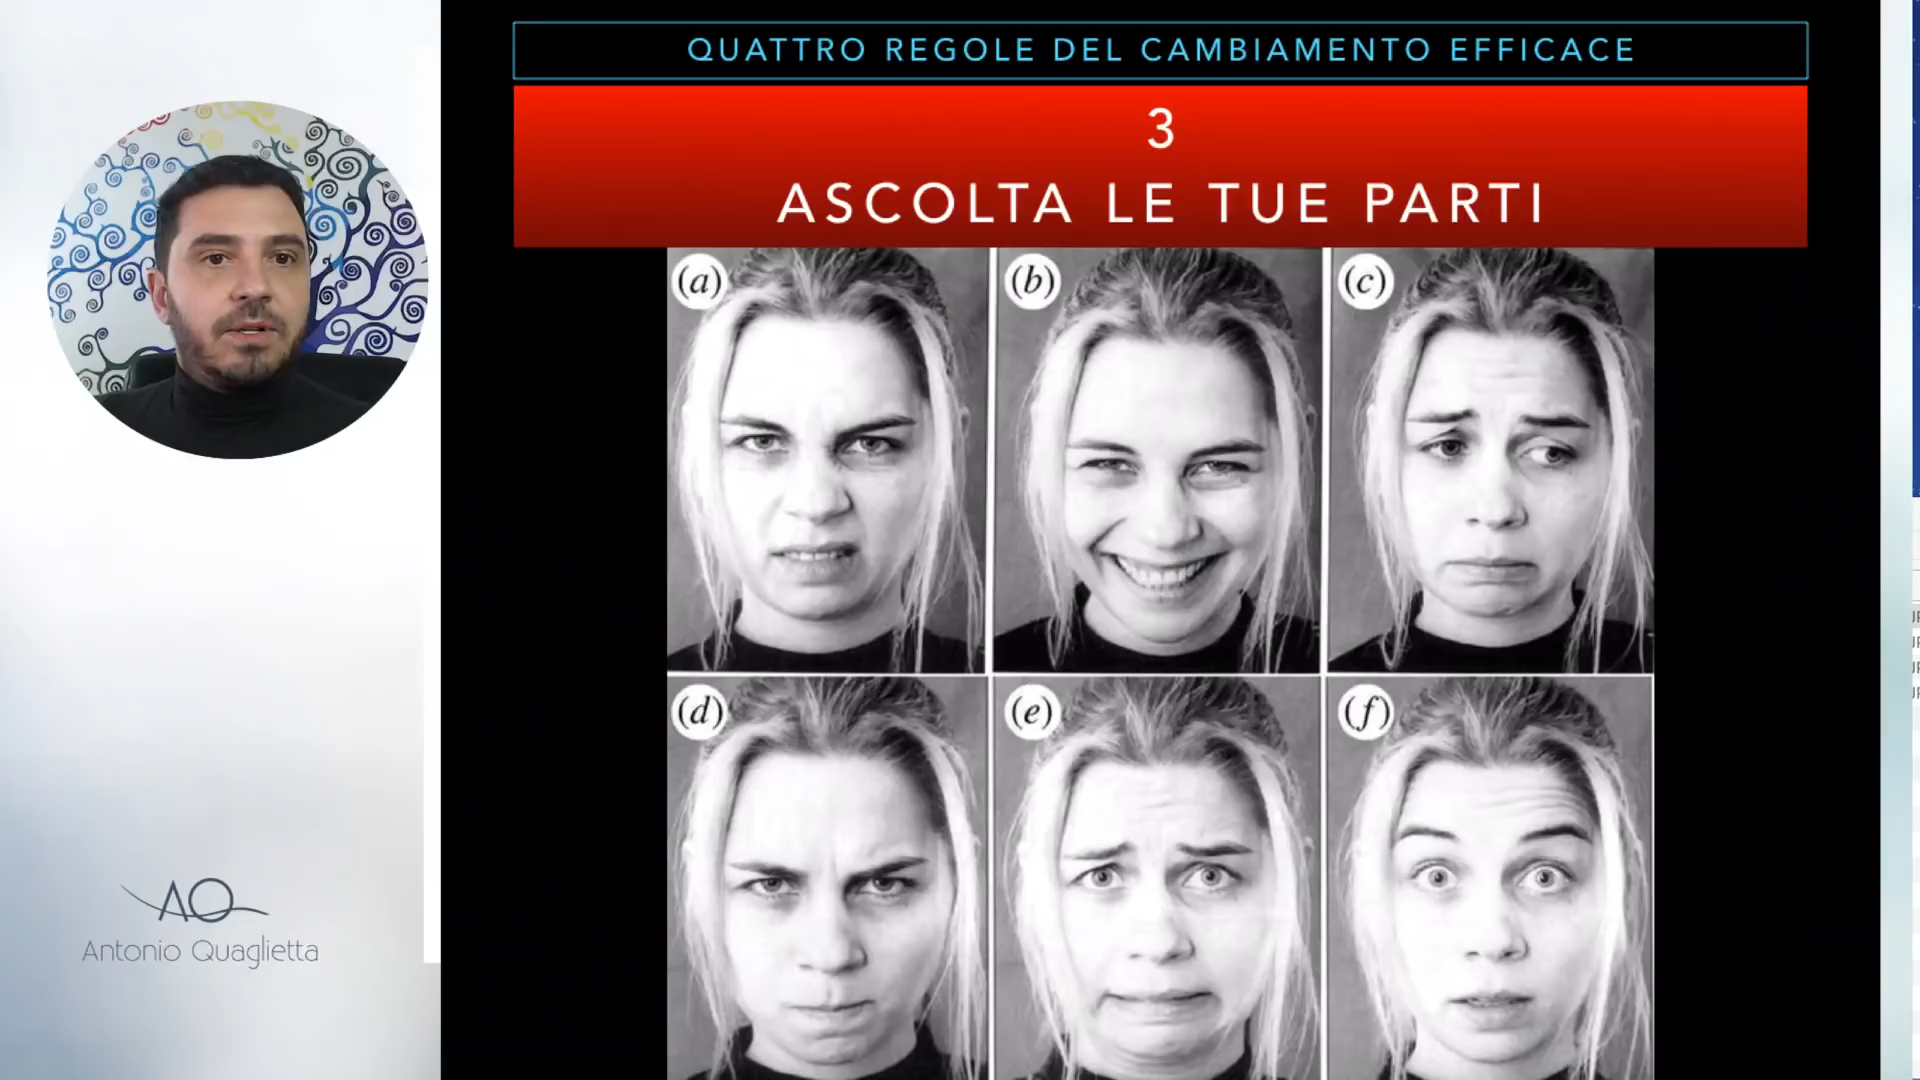 QUATTRO REGOLE DEL CAMBIAMENTO EFFICACE
3
ASCOLTA LE TUE PARTI
(a)
(b)
(c)
(d)
(e)
(f)
AQ
Antonio Quaglietta